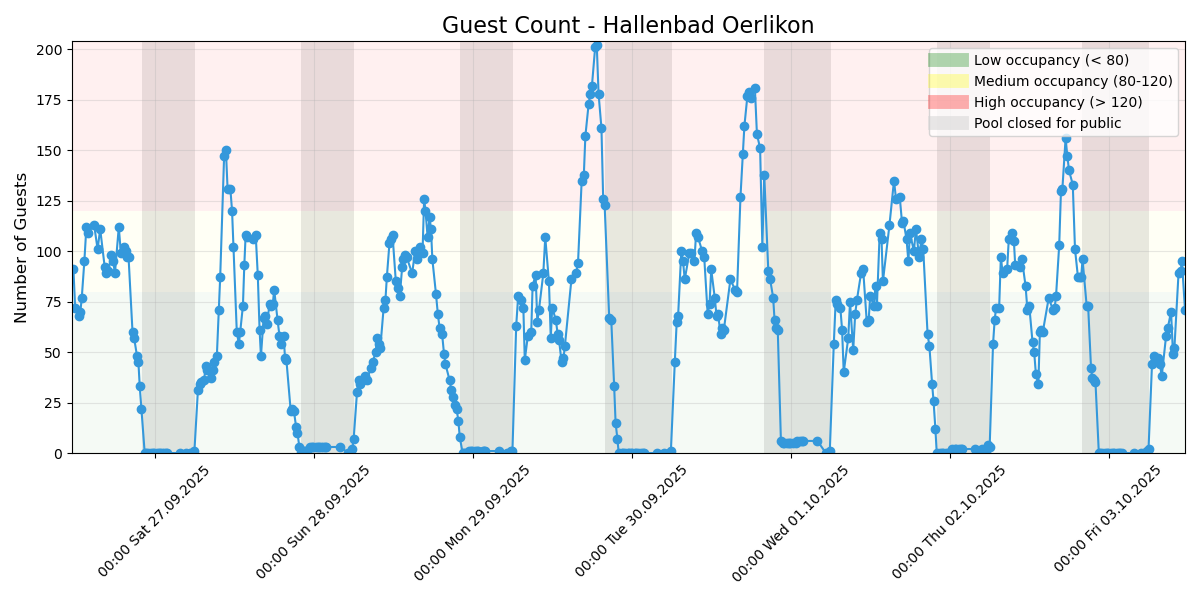 Guest Count - Hallenbad Oerlikon
Number of Guests
200
175
150
125
100
75
50
25
0
Low occupancy (< 80)
Medium occupancy (80-120)
High occupancy (> 120)
Pool closed for public
00:00 Sat 27.09.2025
00:00 Sun 28.09.2025
00:00 Mon 29.09.2025
00:00 Tue 30.09.2025
00:00 Wed 01.10.2025
00:00 Thu 02.10.2025
00:00 Fri 03.10.2025